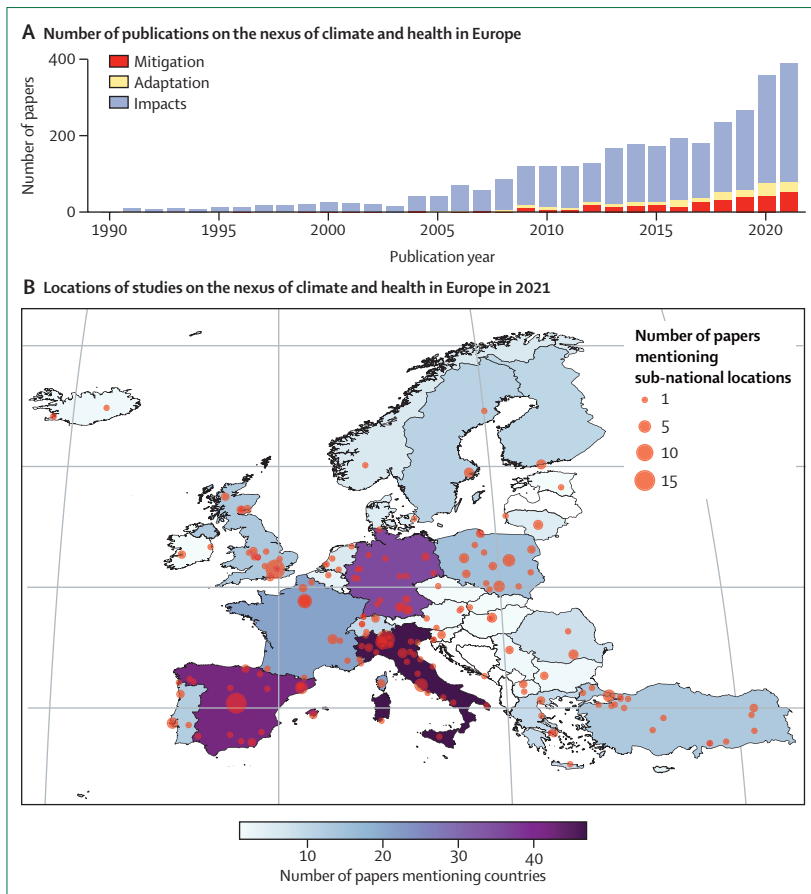 A Number of publications on the nexus of climate and health in Europe
400
200
0
Number of papers
Mitigation
Adaptation
Impacts
1990
1995
2000
2005
2010
2015
2020
Publication year
B Locations of studies on the nexus of climate and health in Europe in 2021
Number of papers
mentioning
sub-national locations
1
5
10
15
10
20
30
40
Number of papers mentioning countries